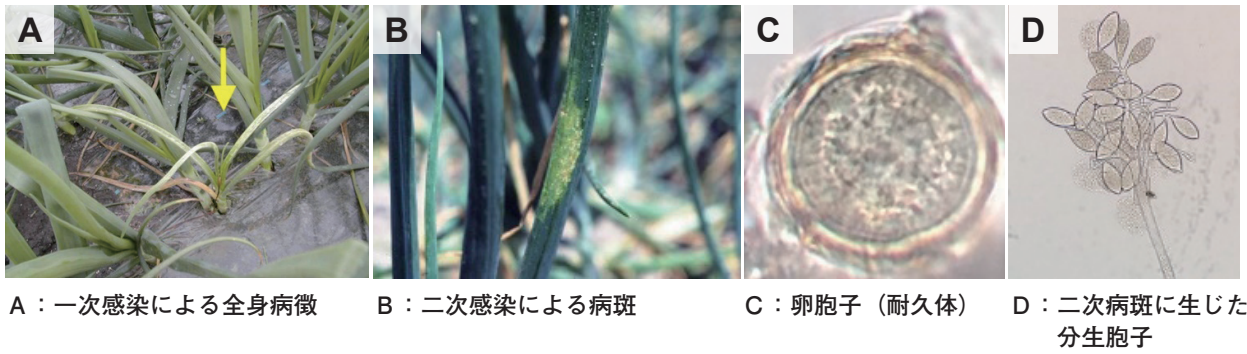 A
B
C
D
A：一次感染による全身病徴
B：二次感染による病斑
C：卵胞子（耐久体）
D：二次病斑に生じた
分生胞子